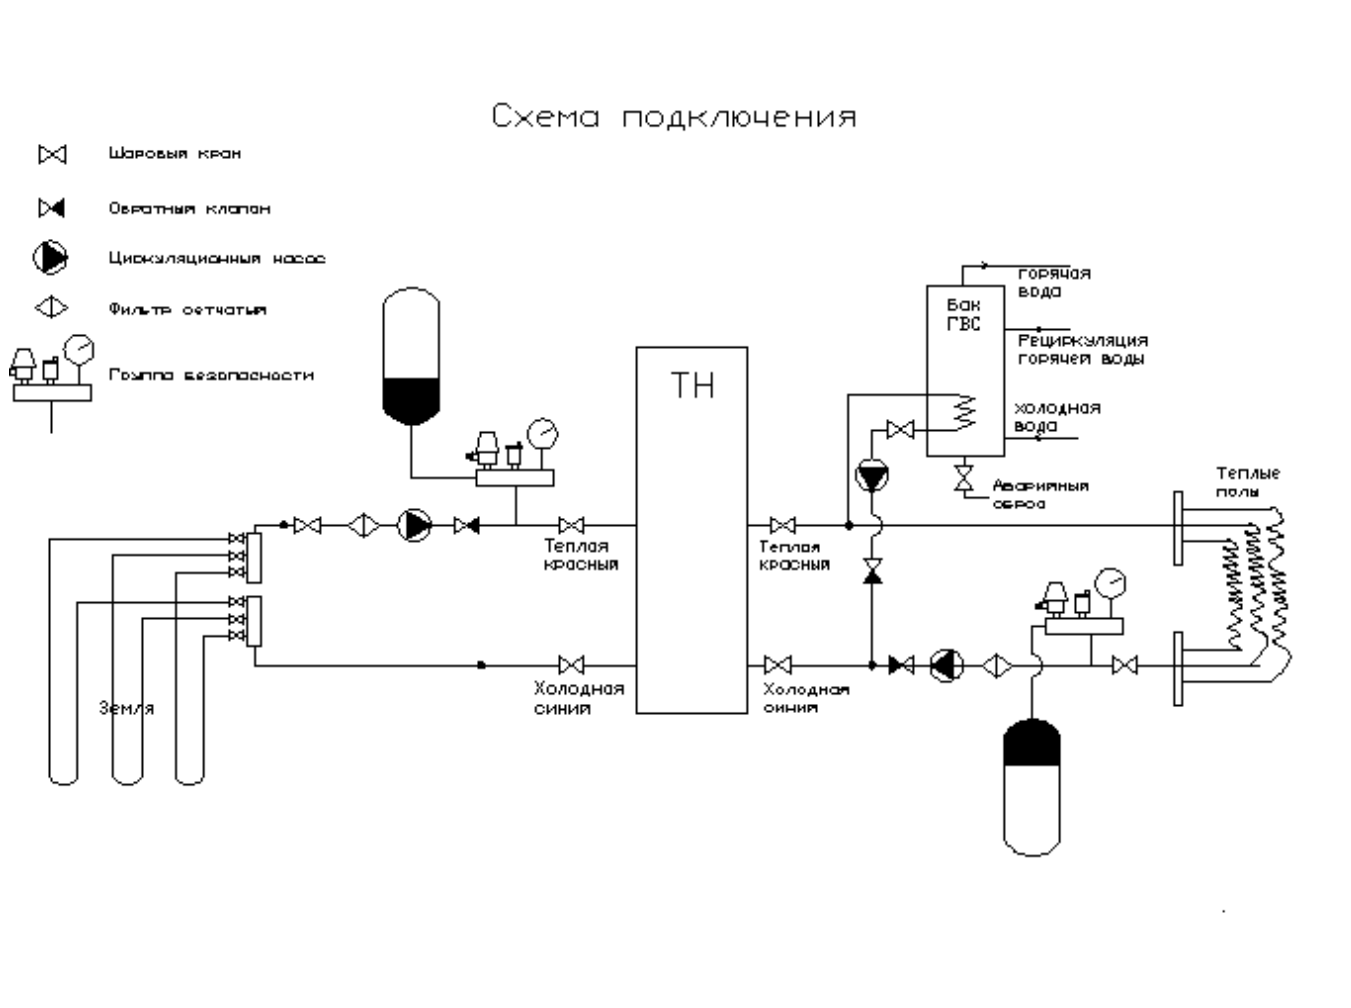 Схема подключения
Шаровый кран
Обратный клапан
Циркуляционный насос
Фильтр сетчатый
Группа безопасности
горячая
вода
Бак
ГВС
Рециркуляция
горячей воды
ТН
холодная
вода
Теплые
полы
Аварийный
сброс
Теплая
красный
Теплая
красный
Холодная
синий
Холодная
синий
Земля